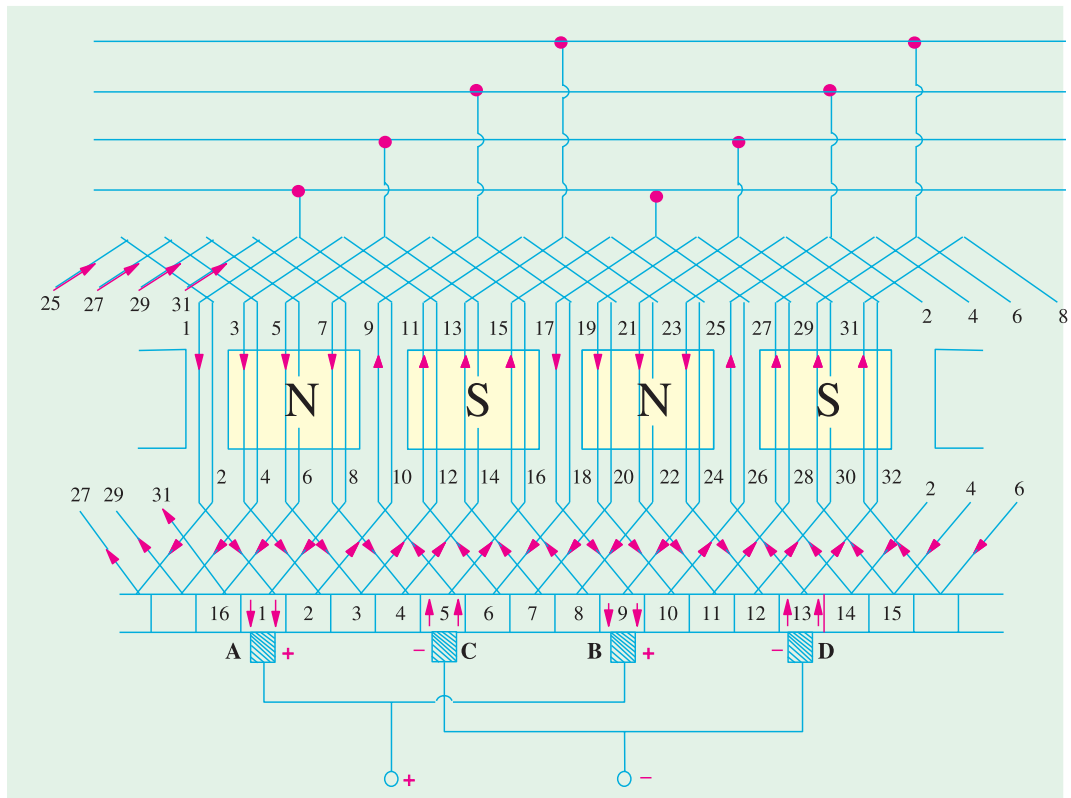 25 27 29 31
1 3 5 7 9 11 13 15 17 19 21 23 25 27 29 31 2 4 6 8
N S N S
2 4 6 8 10 12 14 16 18 20 22 24 26 28 30 32
27 29 31 2 4 6
16 1 2 3 4 5 6 7 8 9 10 11 12 13 14 15
A + − C B + − D
+ −